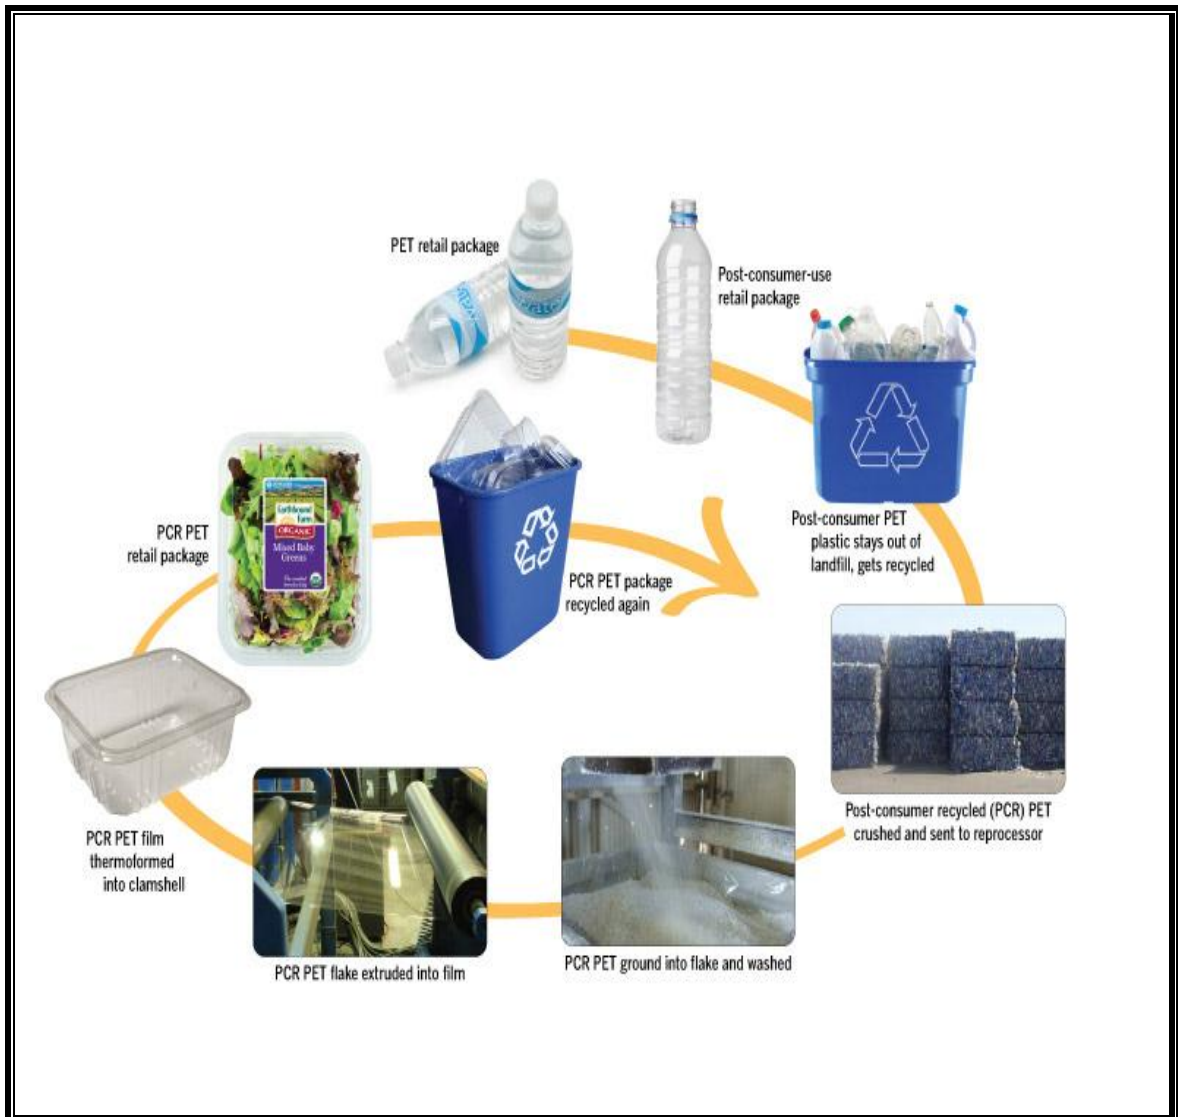 PET retail package
Post-consumer-use
retail package
Post-consumer PET
plastic stays out of
landfill, gets recycled
Post-consumer recycled (PCR) PET
crushed and sent to reprocessor
PCR PET ground into flake and washed
PCR PET flake extruded into film
PCR PET film
thermoformed
into clamshell
PCR PET
retail package
Earthbound
Farm
ORGANIC
Mixed Baby
Greens
PCR PET package
recycled again